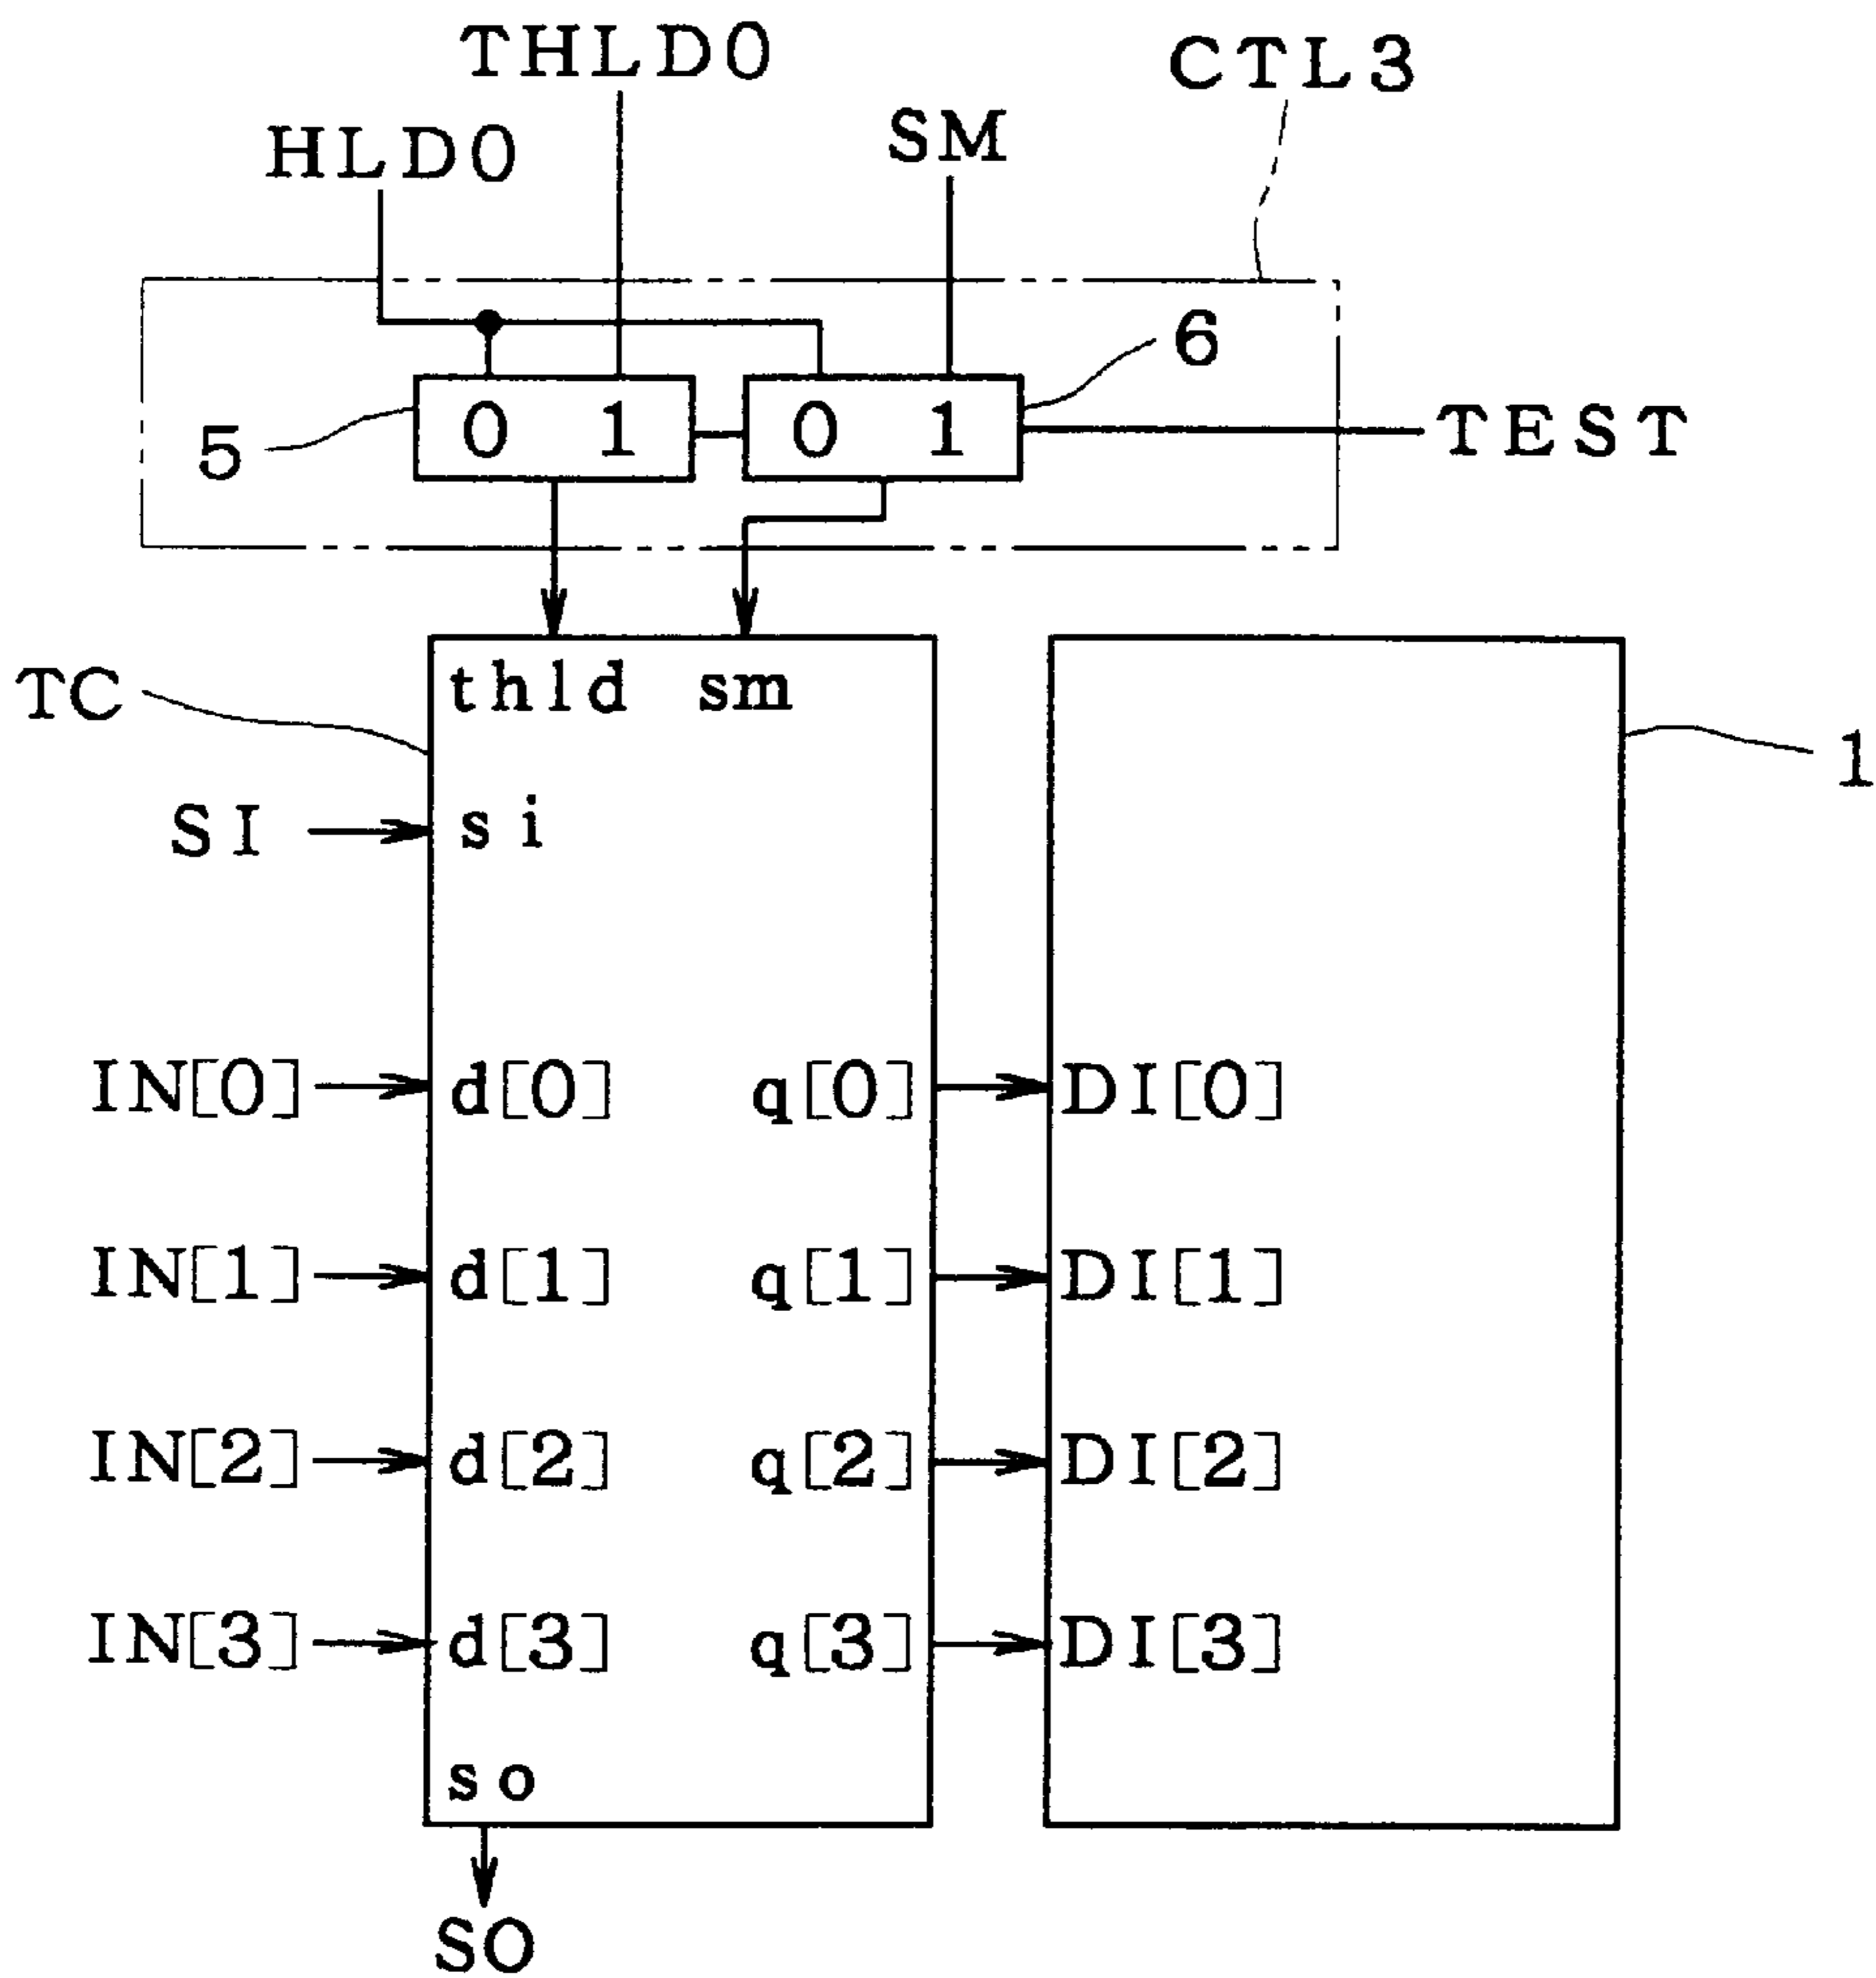 THLD0
CTL3
HLD0
SM
6
0 1
0 1
5
TEST
TC
thld sm
1
SI
si
IN[0]
d[0]
q[0]
DI[0]
IN[1]
d[1]
q[1]
DI[1]
IN[2]
d[2]
q[2]
DI[2]
IN[3]
d[3]
q[3]
DI[3]
so
SO